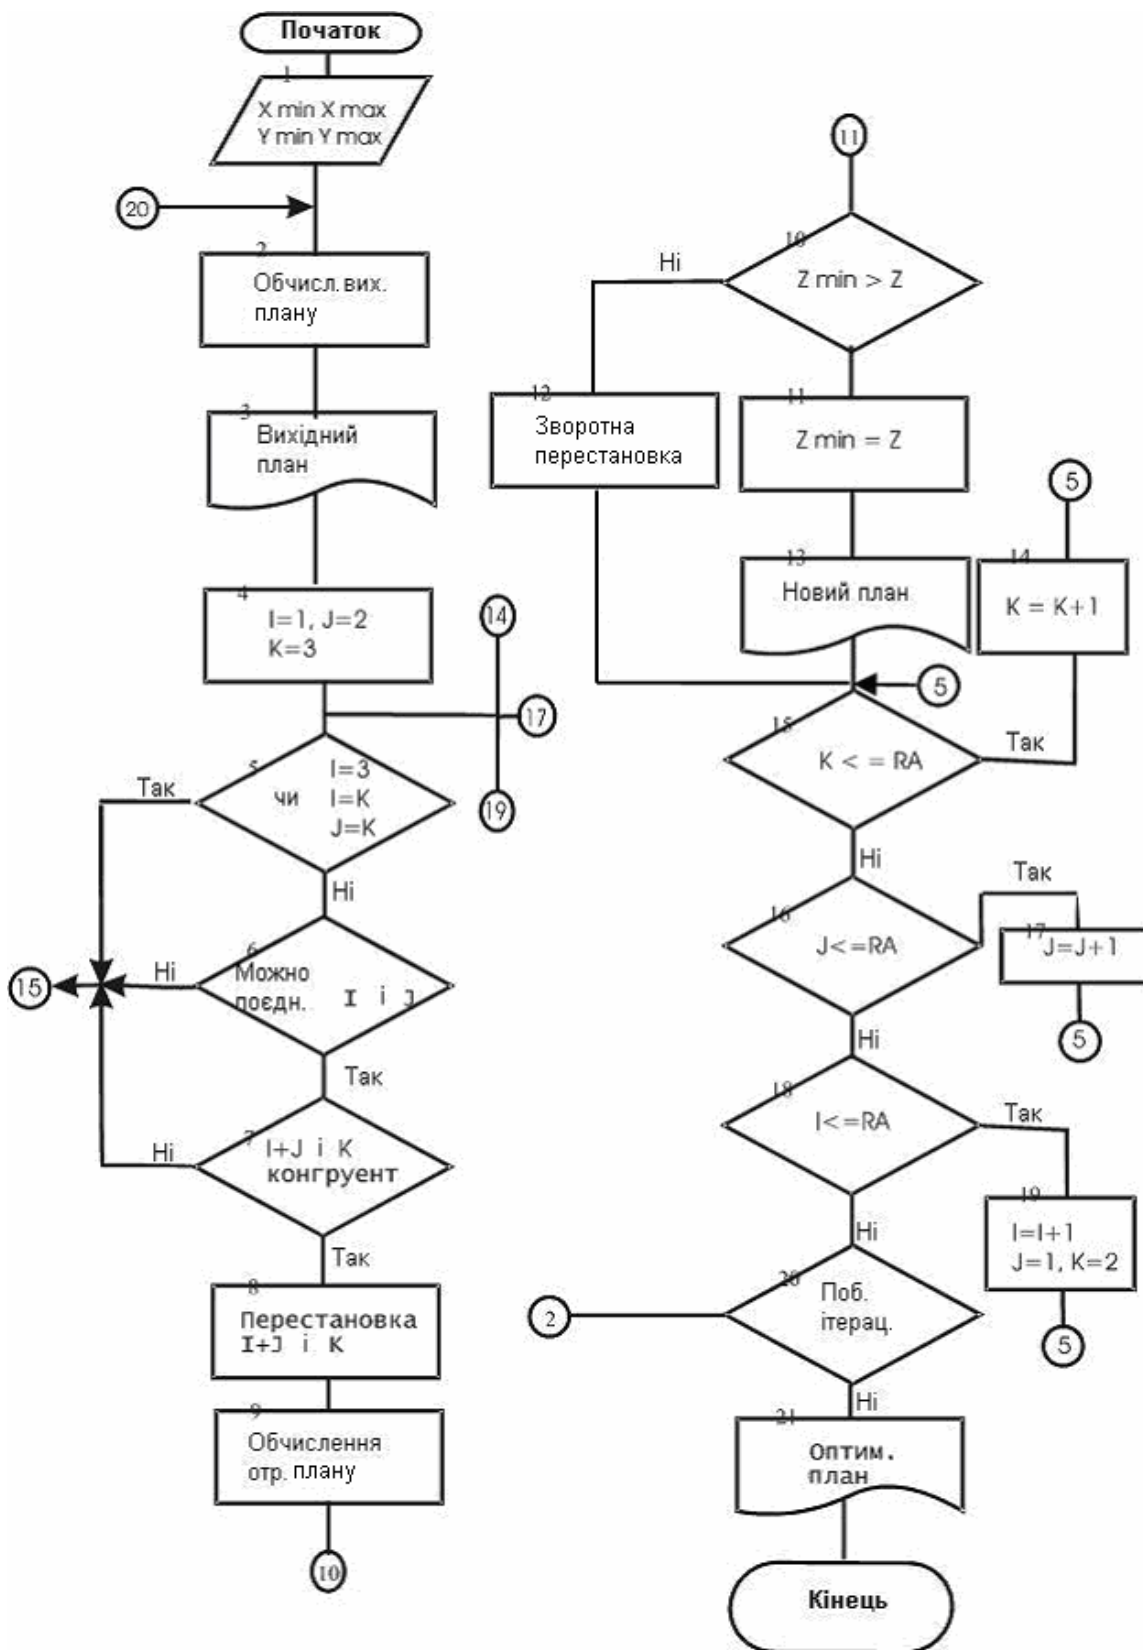 Початок
1
X min X max
Y min Y max
20
2
Обчисл. вих.
плану
3
Вихідний
план
4
I=1, J=2
K=3
14
17
19
5
I=3
чи I=K
J=K
Так
Ні
6
Можно
поєдн. I і J
Ні
15
Так
7
I+J і K
конгруент
Ні
Так
8
Перестановка
I+J і K
9
Обчислення
отр. плану
10
11
10
Z min > Z
Ні
12
Зворотна
перестановка
11
Z min = Z
13
Новий план
5
14
K = K+1
5
15
K < = RA
Так
Ні
16
J<=RA
Так
17
J=J+1
5
Ні
18
I<=RA
Так
19
I=I+1
J=1, K=2
5
Ні
20
Поб.
ітерац.
2
Ні
21
Оптим.
план
Кінець